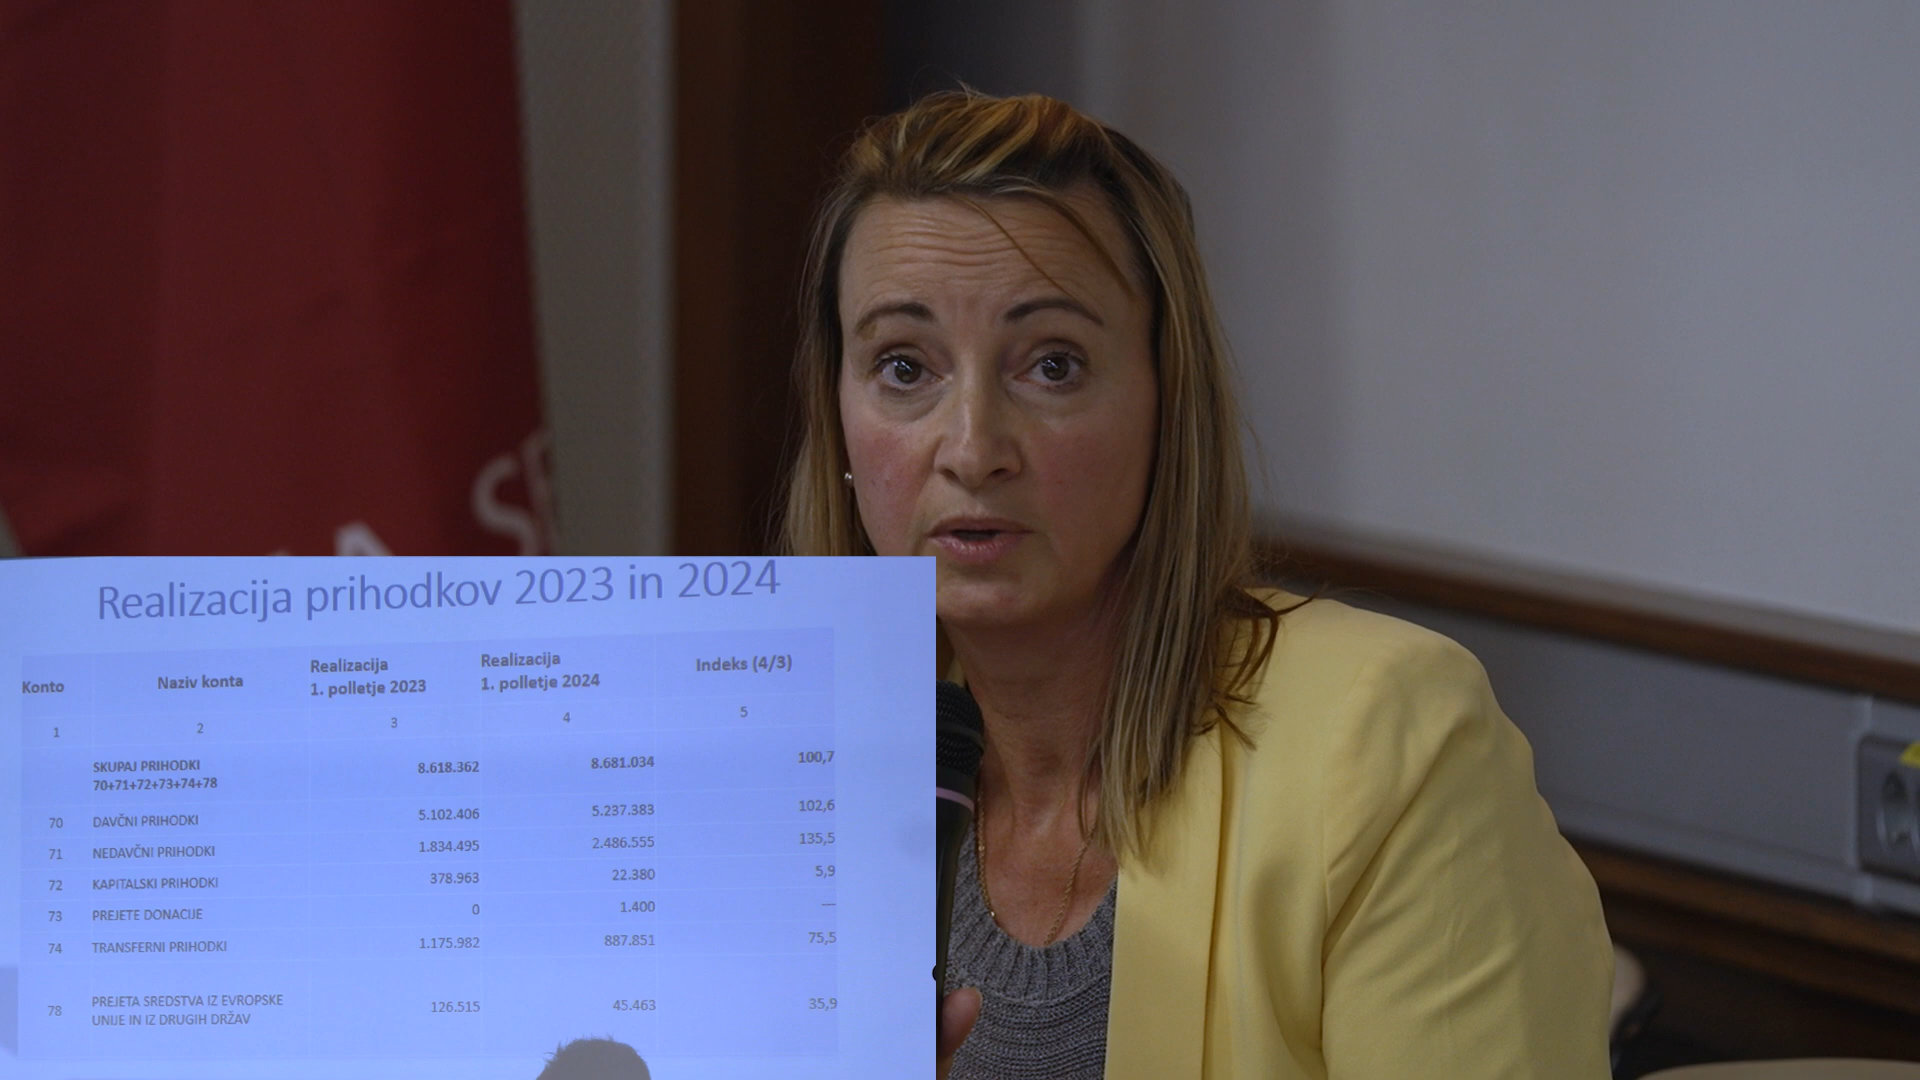 Realizacija prihodkov 2023 in 2024
Konto Naziv konta Realizacija 1. polletje 2023 Realizacija 1. polletje 2024 Indeks (4/3)
1 2 3 4 5
SKUPAJ PRIHODKI 70+71+72+73+74+78 8.618.362 8.681.034 100,7
70 DAVČNI PRIHODKI 5.102.406 5.237.383 102,6
71 NEDAVČNI PRIHODKI 1.834.495 2.486.555 135,5
72 KAPITALSKI PRIHODKI 378.963 22.380 5,9
73 PREJETE DONACIJE 0 1.400 ---
74 TRANSFERNI PRIHODKI 1.175.982 887.851 75,5
78 PREJETA SREDSTVA IZ EVROPSKE UNIJE IN IZ DRUGIH DRŽAV 126.515 45.463 35,9